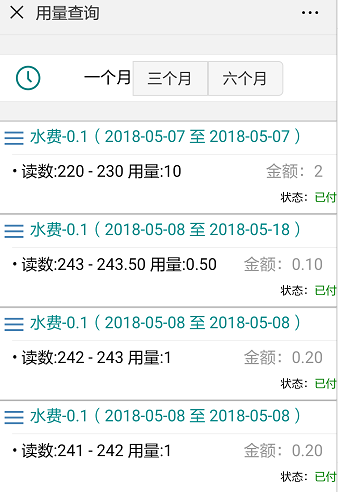 用量查询
一个月 三个月 六个月
水费-0.1（2018-05-07 至 2018-05-07）
• 读数:220 - 230 用量:10 金额：2
状态：已付
水费-0.1（2018-05-08 至 2018-05-18）
• 读数:243 - 243.50 用量:0.50 金额：0.10
状态：已付
水费-0.1（2018-05-08 至 2018-05-08）
• 读数:242 - 243 用量:1 金额：0.20
状态：已付
水费-0.1（2018-05-08 至 2018-05-08）
• 读数:241 - 242 用量:1 金额：0.20
状态：已付